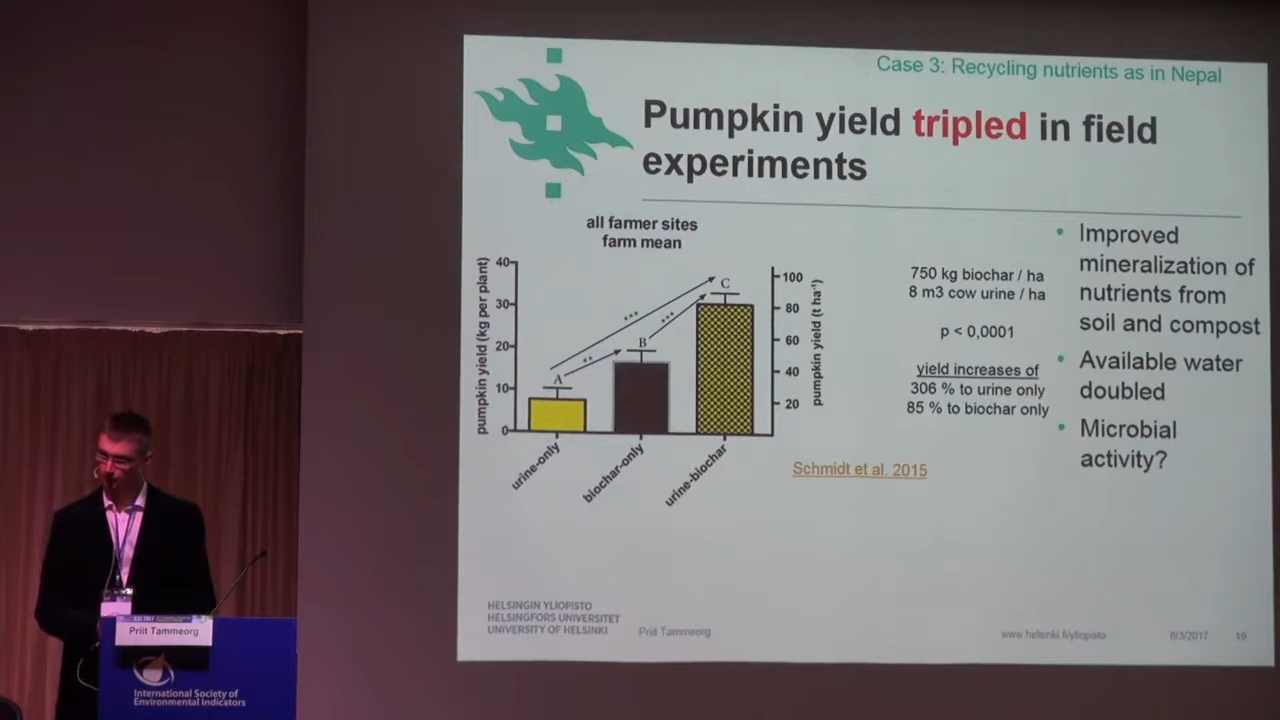 Case 3: Recycling nutrients as in Nepal
Pumpkin yield tripled in field
experiments
all farmer sites
farm mean
pumpkin yield (kg per plant)
40
30
20
10
0
A
**
B
***
***
C
100
80
60
40
20
pumpkin yield (t ha⁻¹)
urine-only
biochar-only
urine-biochar
750 kg biochar / ha
8 m3 cow urine / ha
p < 0,0001
yield increases of
306 % to urine only
85 % to biochar only
Schmidt et al. 2015
• Improved
mineralization of
nutrients from
soil and compost
• Available water
doubled
• Microbial
activity?
HELSINGIN YLIOPISTO
HELSINGFORS UNIVERSITET
UNIVERSITY OF HELSINKI
Priit Tammeorg
www.helsinki.fi/yliopisto
8/3/2017
19
Priit Tammeorg
International Society of
Environmental Indicators